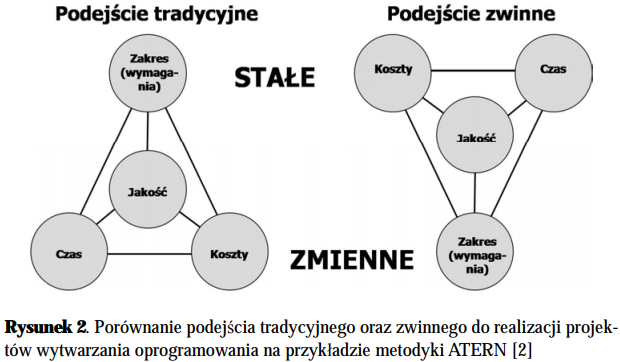 Podejście tradycyjne
Podejście zwinne
Zakres
(wymaga-
nia)
STAŁE
Koszty
Czas
Jakość
Jakość
Czas
Koszty
ZMIENNE
Zakres
(wymaga-
nia)
Rysunek 2. Porównanie podejścia tradycyjnego oraz zwinnego do realizacji projek-
tów wytwarzania oprogramowania na przykładzie metodyki ATERN [2]